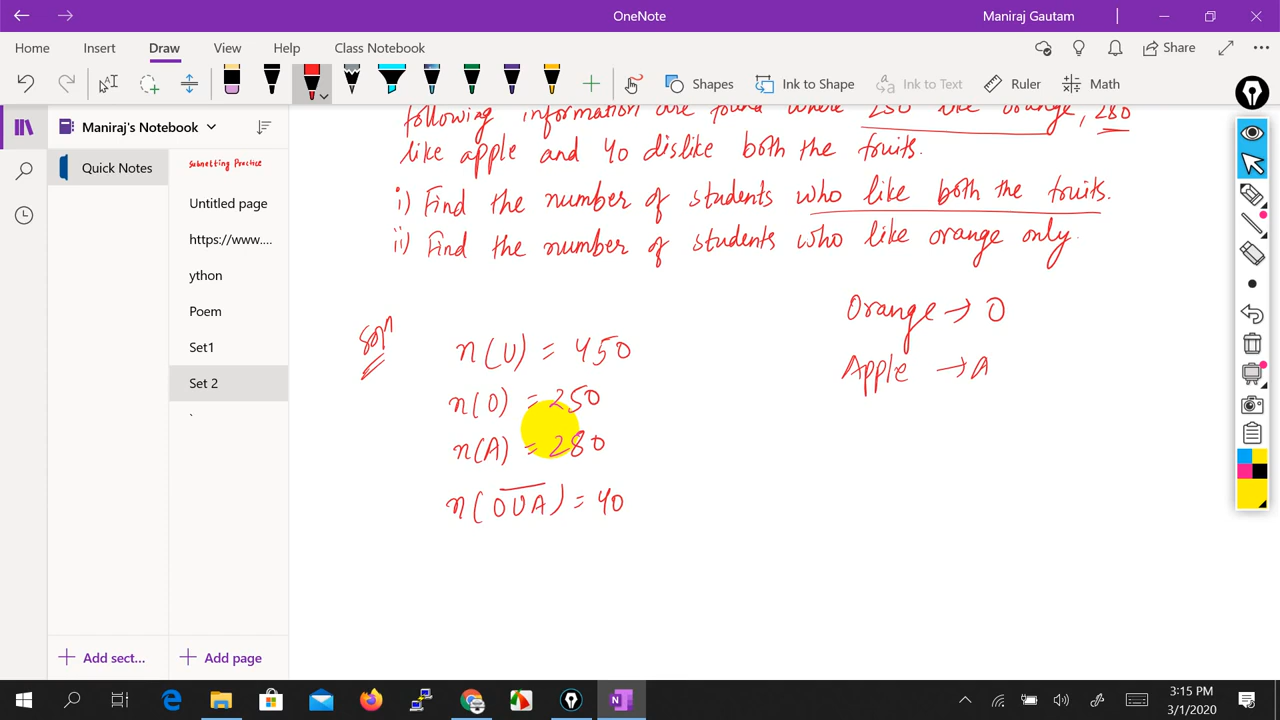 OneNote
Maniraj Gautam
Home Insert Draw View Help Class Notebook
Share
Shapes Ink to Shape Ink to Text Ruler Math
Maniraj's Notebook
Quick Notes
Subnetting Practice
Untitled page
https://www....
ython
Poem
Set1
Set 2
`
Add sect...
Add page
following information are found where 250 like orange, 280
like apple and 40 dislike both the fruits.
i) Find the number of students who like both the fruits.
ii) Find the number of students who like orange only.
Orange → O
Apple → A
Solⁿ
n(U) = 450
n(O) = 250
n(A) = 280
n(O̅U̅A̅) = 40
3:15 PM
3/1/2020